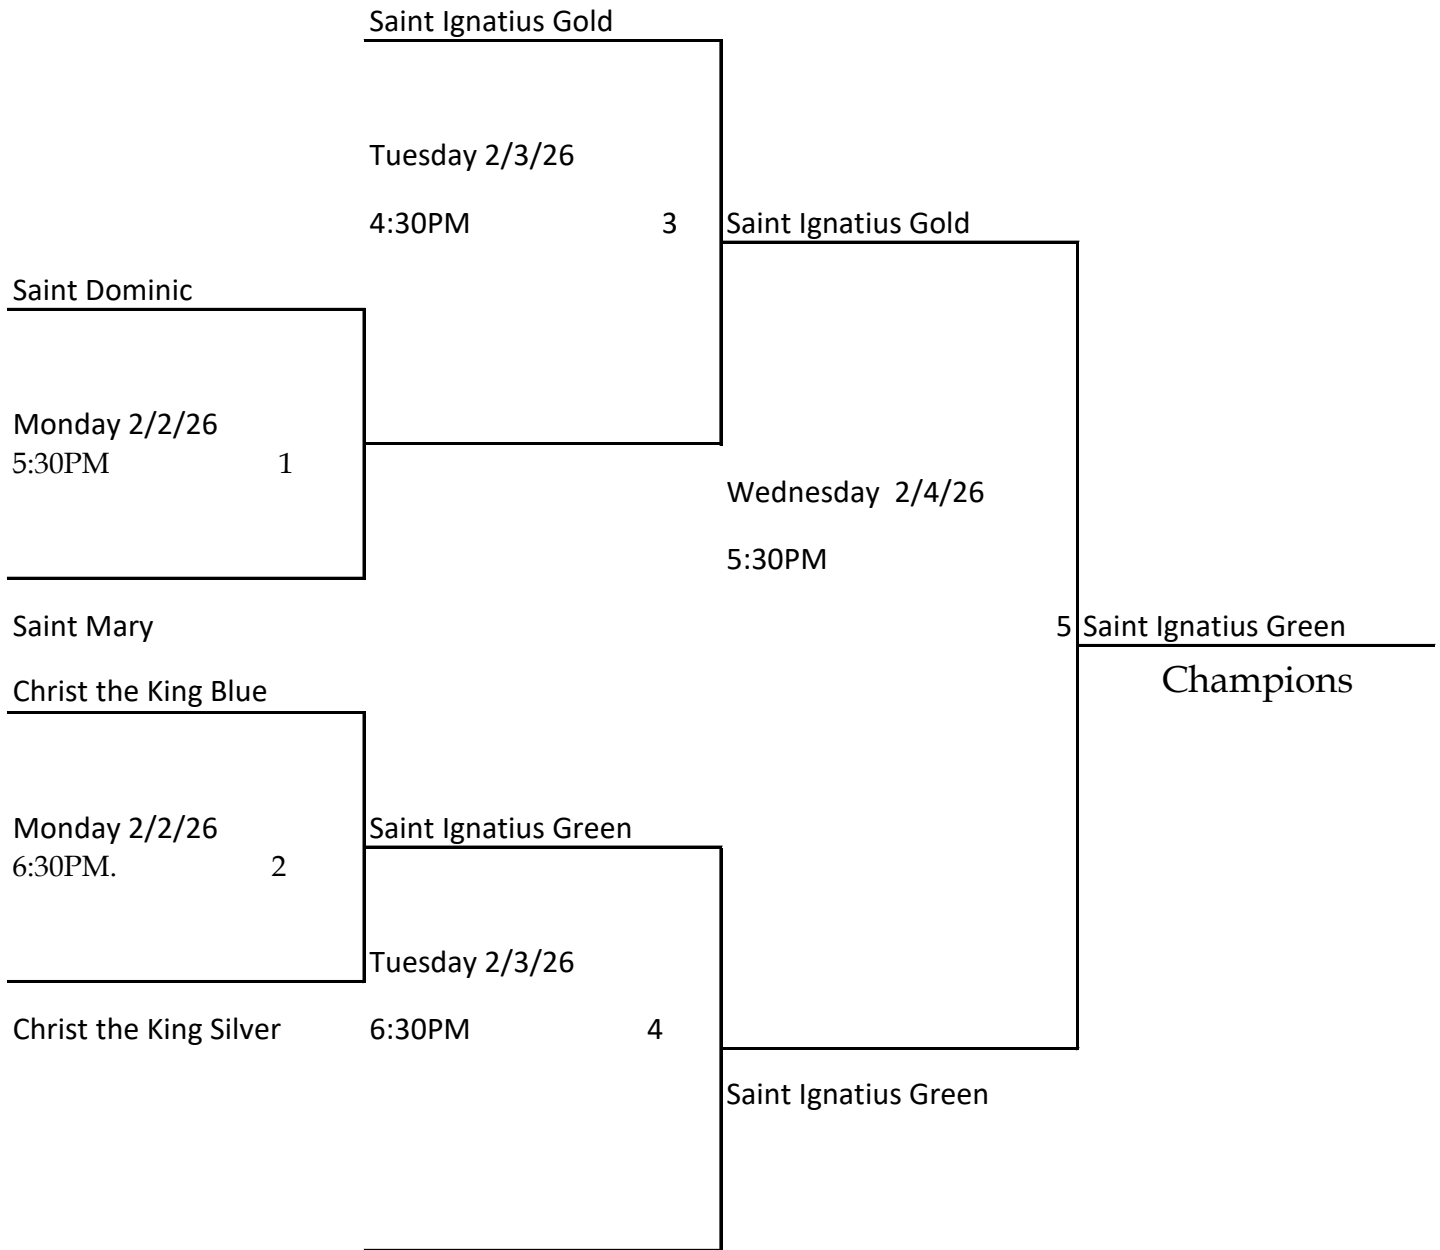 Saint Ignatius Gold
Tuesday 2/3/26
4:30PM 3 Saint Ignatius Gold
Saint Dominic
Monday 2/2/26
5:30PM 1
Wednesday  2/4/26
5:30PM
Saint Mary 5 Saint Ignatius Green
Christ the King Blue Champions
Monday 2/2/26 Saint Ignatius Green
6:30PM. 2
Tuesday 2/3/26
Christ the King Silver 6:30PM 4
Saint Ignatius Green